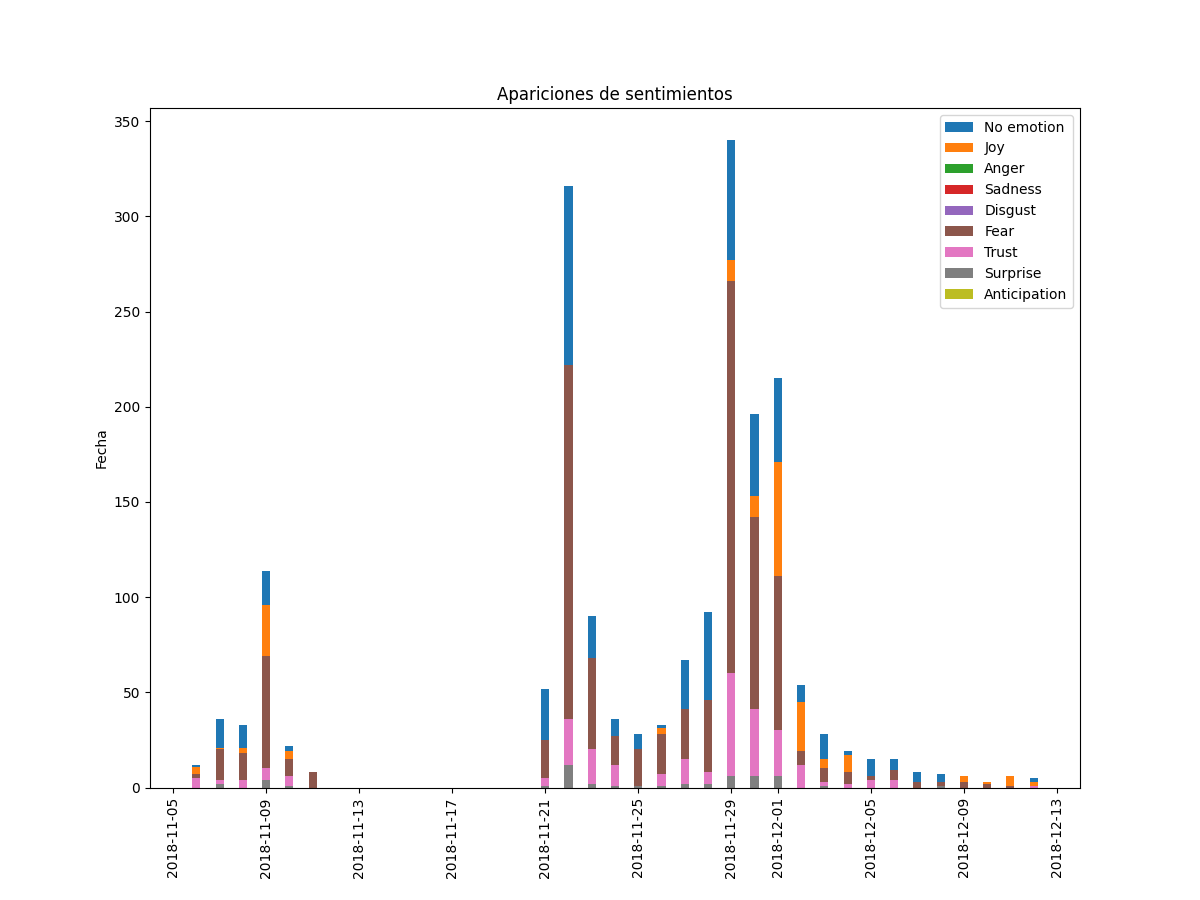 Apariciones de sentimientos
350
300
250
200
150
100
50
0
Fecha
No emotion
Joy
Anger
Sadness
Disgust
Fear
Trust
Surprise
Anticipation
2018-11-05
2018-11-09
2018-11-13
2018-11-17
2018-11-21
2018-11-25
2018-11-29
2018-12-01
2018-12-05
2018-12-09
2018-12-13